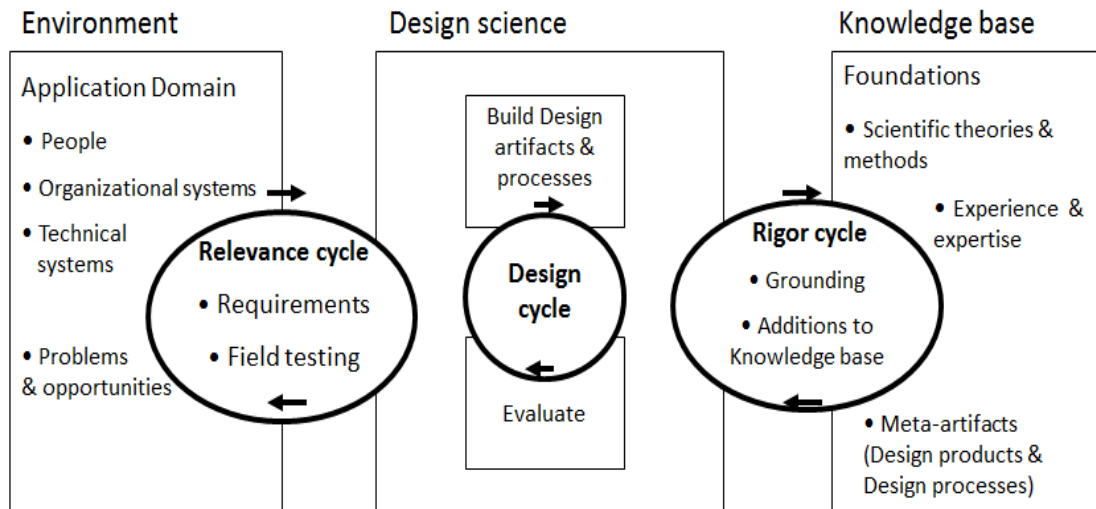 Environment
Application Domain
• People
• Organizational systems
• Technical
systems
• Problems
& opportunities
Relevance cycle
• Requirements
• Field testing
Design science
Build Design
artifacts &
processes
Design
cycle
Evaluate
Rigor cycle
• Grounding
• Additions to
Knowledge base
Knowledge base
Foundations
• Scientific theories &
methods
• Experience &
expertise
• Meta-artifacts
(Design products &
Design processes)